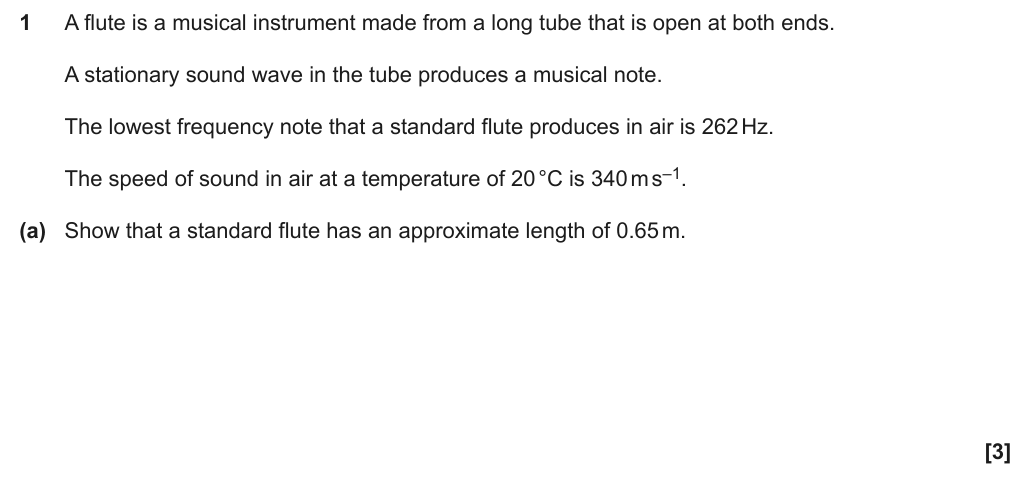 1 A flute is a musical instrument made from a long tube that is open at both ends.
A stationary sound wave in the tube produces a musical note.
The lowest frequency note that a standard flute produces in air is 262 Hz.
The speed of sound in air at a temperature of 20 °C is 340 m s⁻¹.
(a) Show that a standard flute has an approximate length of 0.65 m.
[3]